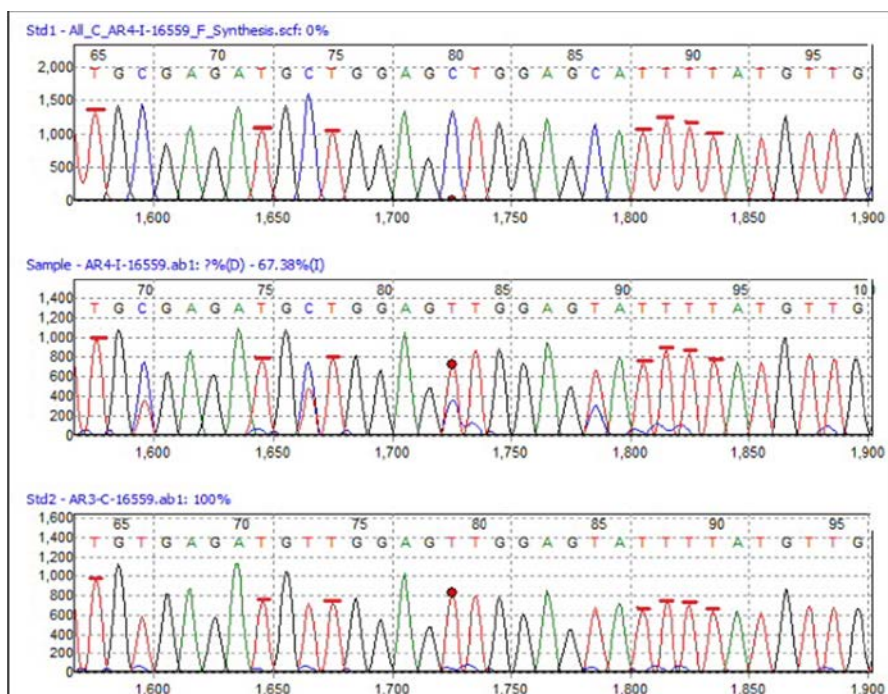 Std1 - All_C_AR4-I-16559_F_Synthesis.scf: 0%
65 70 75 80 85 90 95
2,000 T G C G A G A T G C T G G A G C T G G A G C A T T T T A T G T T G
1,500
1,000
500
0
1,600 1,650 1,700 1,750 1,800 1,850 1,900
Sample - AR4-I-16559.ab1: ?%(D) - 67.38%(I)
70 75 80 85 90 95 10
1,400 T G C G A G A T G C T G G A G T T G G A G T A T T T T A T G T T G
1,200
1,000
800
600
400
200
0
1,600 1,650 1,700 1,750 1,800 1,850 1,900
Std2 - AR3-C-16559.ab1: 100%
1,600 65 70 75 80 85 90 95
1,400 T G T G A G A T G T T G G A G T T G G A G T A T T T T A T G T T G
1,200
1,000
800
600
400
200
0
1,600 1,650 1,700 1,750 1,800 1,850 1,900